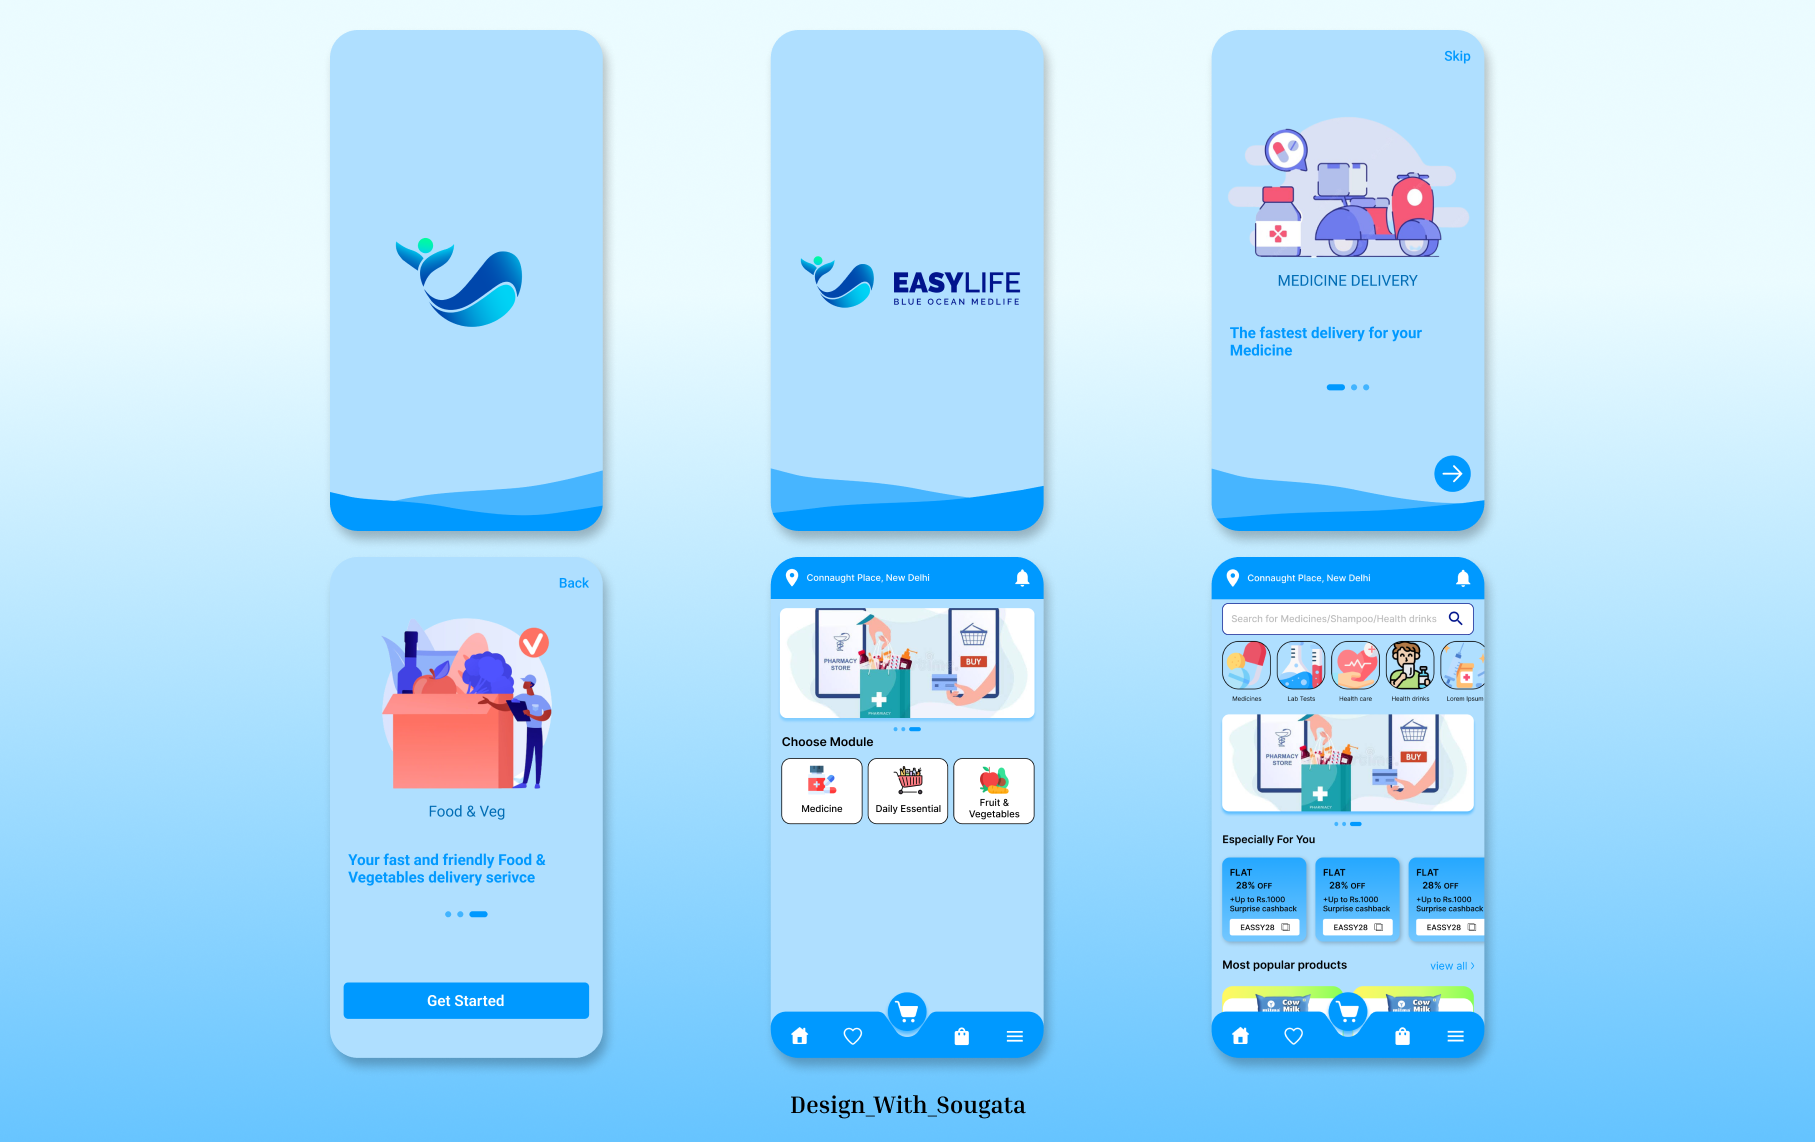 EASYLIFE
BLUE OCEAN MEDLIFE
Skip
MEDICINE DELIVERY
The fastest delivery for your
Medicine
Back
Food & Veg
Your fast and friendly Food &
Vegetables delivery serivce
Get Started
Connaught Place, New Delhi
PHARMACY
STORE
BUY
PHARMACY
Choose Module
Medicine
Daily Essential
Fruit &
Vegetables
Connaught Place, New Delhi
Search for Medicines/Shampoo/Health drinks
Medicines
Lab Tests
Health care
Health drinks
Lorem Ipsum
PHARMACY
STORE
BUY
PHARMACY
Especially For You
FLAT
28% OFF
+Up to Rs.1000
Surprise cashback
EASSY28
FLAT
28% OFF
+Up to Rs.1000
Surprise cashback
EASSY28
FLAT
28% OFF
+Up to Rs.1000
Surprise cashback
EASSY28
Most popular products
view all
Cow
Milk
Cow
Milk
Design_With_Sougata